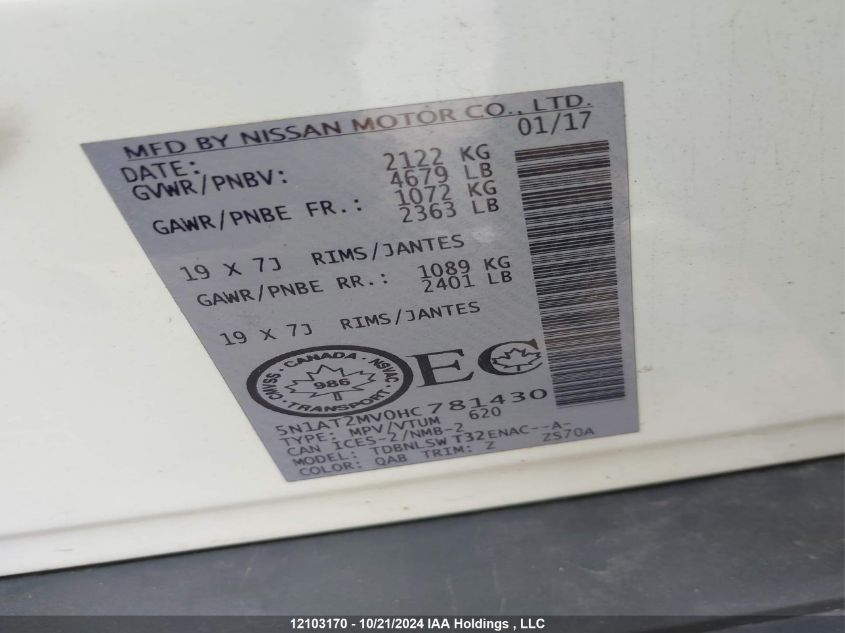 MFD BY NISSAN MOTOR CO., LTD.
DATE: 01/17
GVWR/PNBV: 2122 KG
4679 LB
GAWR/PNBE FR.: 1072 KG
2363 LB
19 X 7J RIMS/JANTES
GAWR/PNBE RR.: 1089 KG
2401 LB
19 X 7J RIMS/JANTES
CANADA
CMVSS · NSVAC
986
TRANSPORT
EC
5N1AT2MV0HC781430
TYPE: MPV/VTUM 620
CAN ICES-2/NMB-2
MODEL: TDBNLSW T32ENAC--A-
COLOR: QAB TRIM: Z ZS70A
12103170 - 10/21/2024 IAA Holdings , LLC